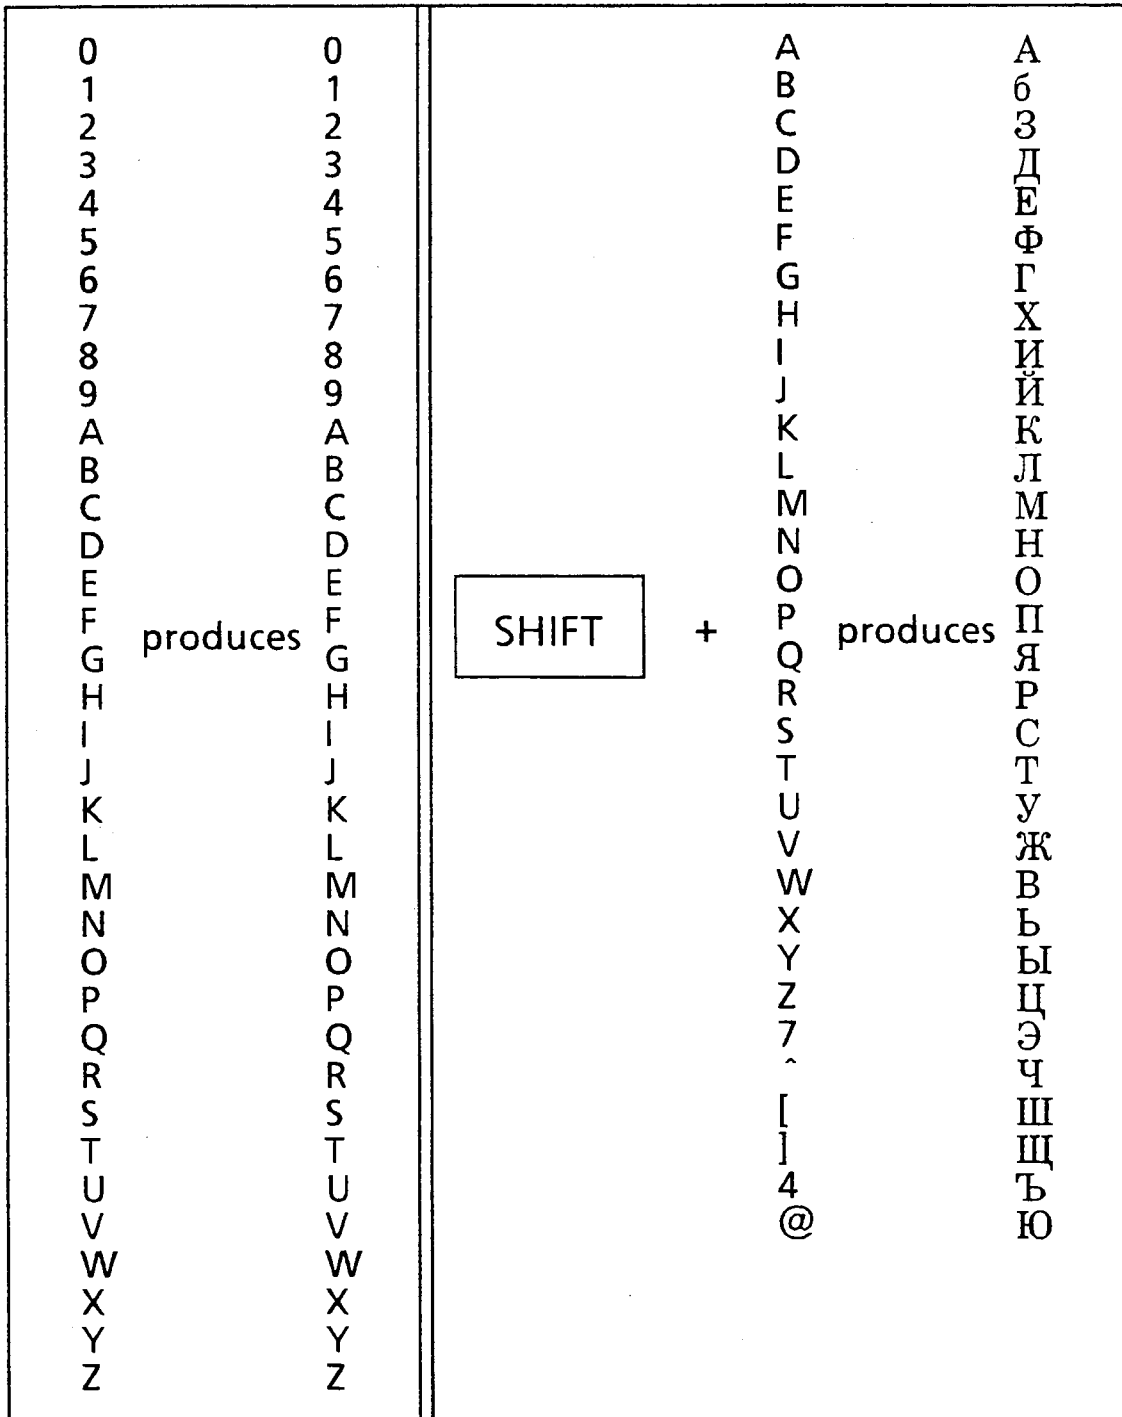 0 0
1 1
2 2
3 3
4 4
5 5
6 6
7 7
8 8
9 9
A A
B B
C C
D D
E E
F produces F
G G
H H
I I
J J
K K
L L
M M
N N
O O
P P
Q Q
R R
S S
T T
U U
V V
W W
X X
Y Y
Z Z
A А
B б
C З
D Д
E Е
F Ф
G Г
H Х
I И
J Й
K К
L Л
M М
N Н
O О
SHIFT + P produces П
Q Я
R Р
S С
T Т
U У
V Ж
W В
X Ь
Y Ы
Z Ц
7 Э
^ Ч
[ Ш
] Щ
4 Ъ
@ Ю